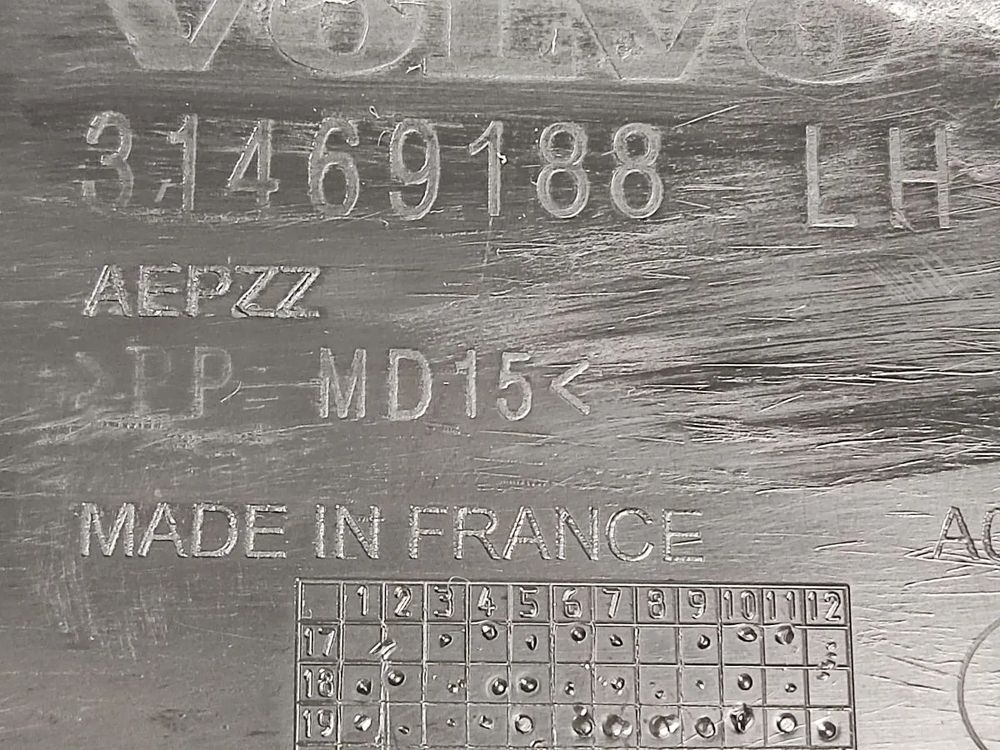 VOLVO
31469188 LH
AEPZZ
>PP- MD15<
MADE IN FRANCE
1 2 3 4 5 6 7 8 9 10 11 12
17
18
19